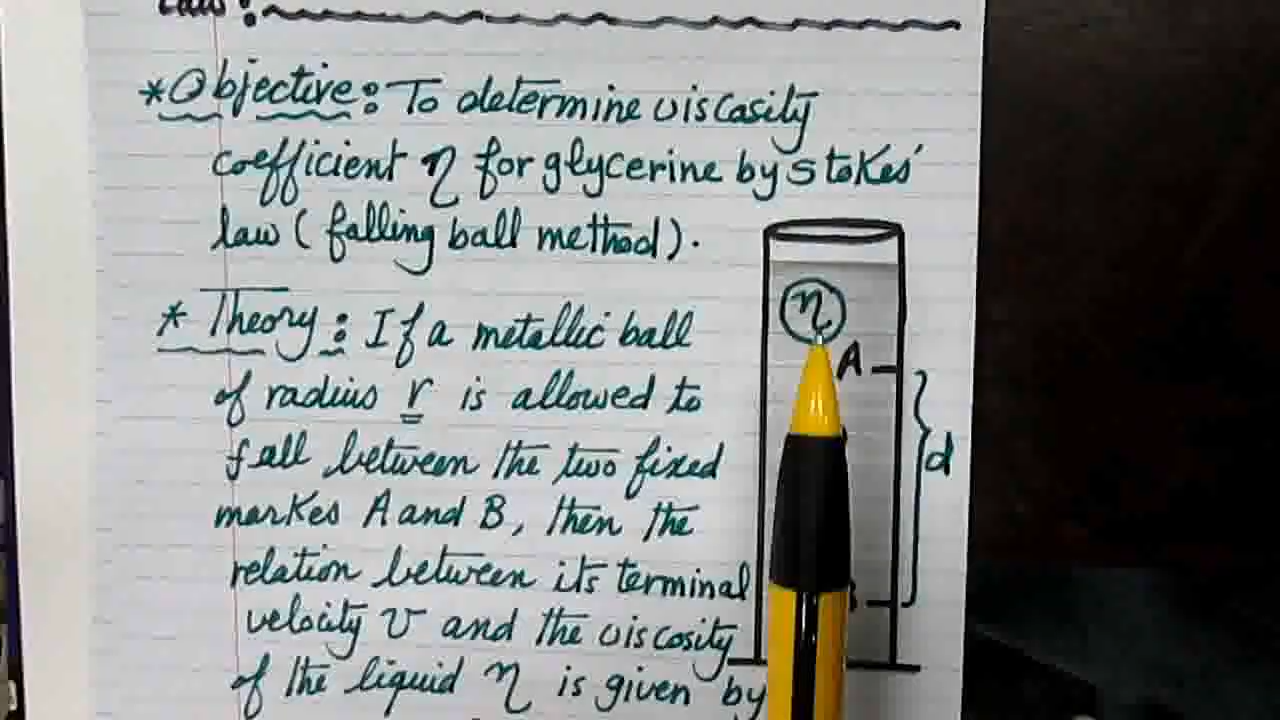 Law:
*Objective: To determine viscasity
coefficient η for glycerine by stokes'
law (falling ball method).
* Theory: If a metallic ball
of radius r is allowed to
fall between the two fixed
markes A and B, then the
relation between its terminal
velocity v and the viscosity
of the liquid η is given by
η
A
d
B